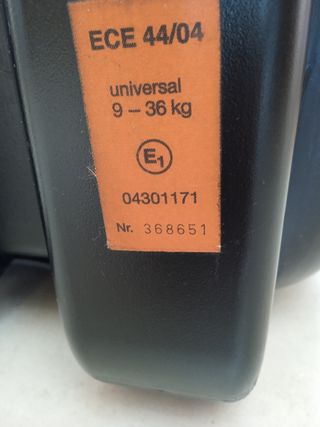 ECE 44/04
universal
9 – 36 kg
E1
04301171
Nr. 368651